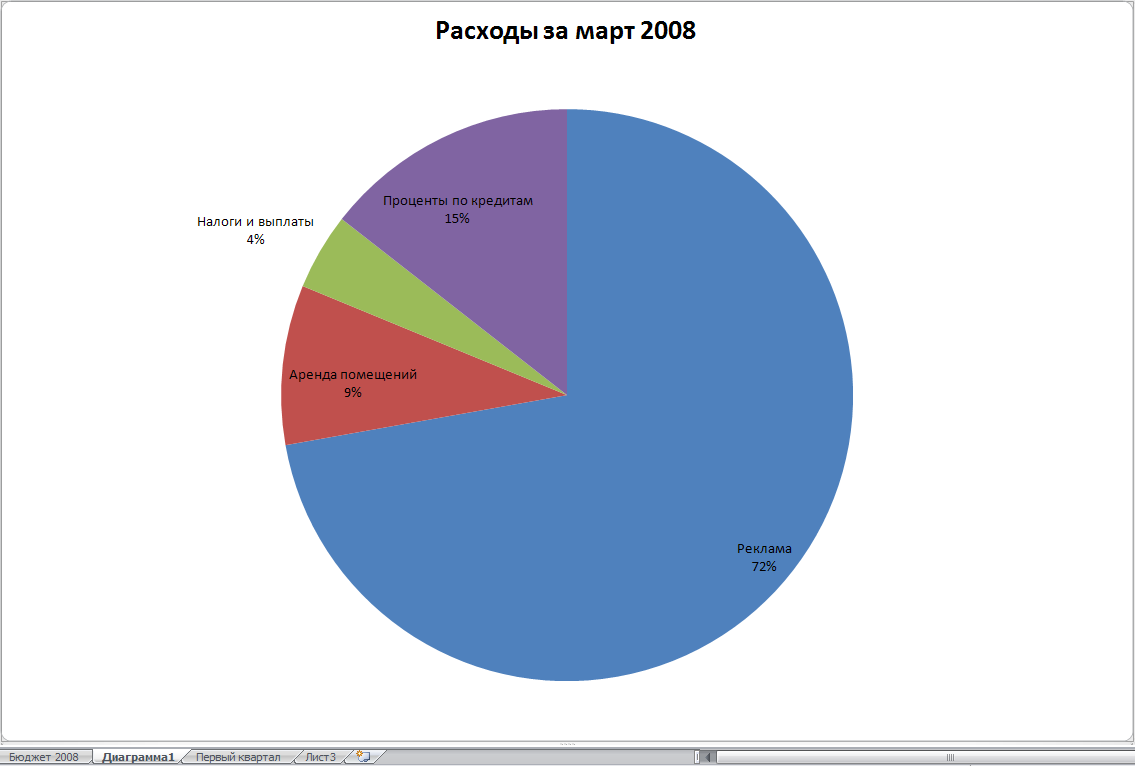 Расходы за март 2008
Проценты по кредитам
15%
Налоги и выплаты
4%
Аренда помещений
9%
Реклама
72%
Бюджет 2008 Диаграмма1 Первый квартал Лист3